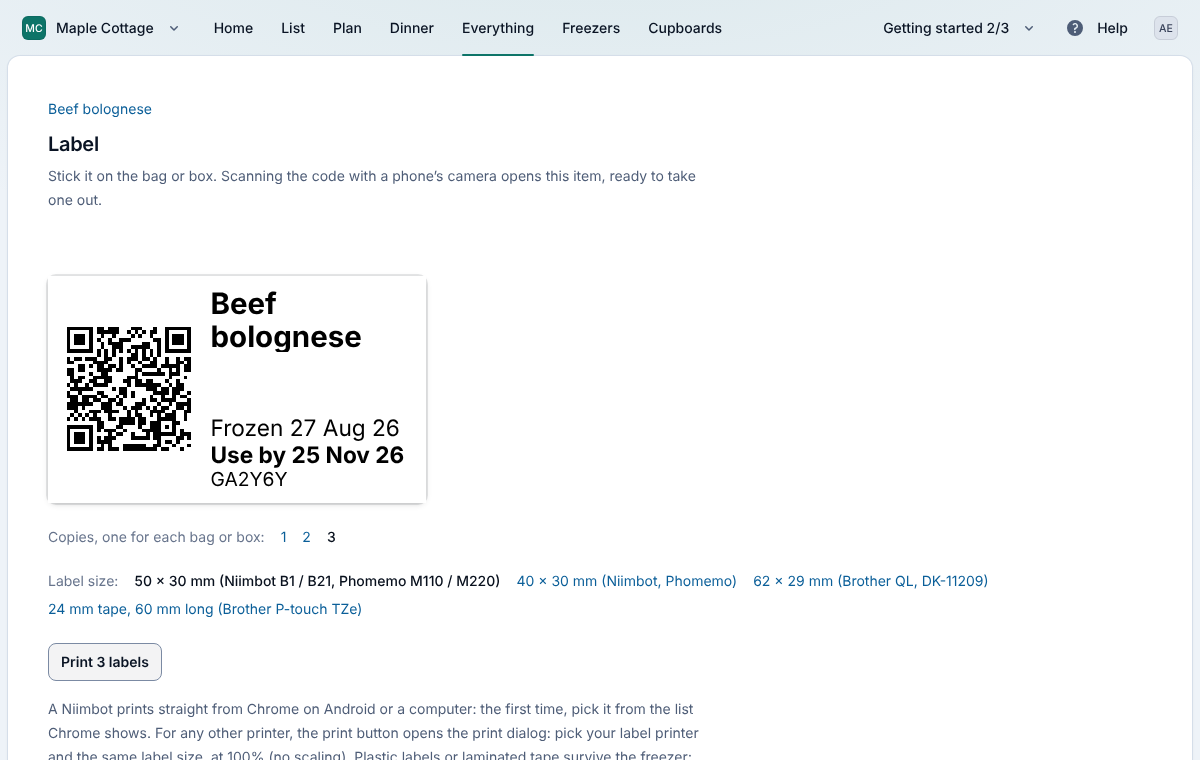 MC Maple Cottage Home List Plan Dinner Everything Freezers Cupboards Getting started 2/3 ? Help AE
Beef bolognese
Label
Stick it on the bag or box. Scanning the code with a phone’s camera opens this item, ready to take
one out.
Beef
bolognese
Frozen 27 Aug 26
Use by 25 Nov 26
GA2Y6Y
Copies, one for each bag or box: 1 2 3
Label size: 50 × 30 mm (Niimbot B1 / B21, Phomemo M110 / M220) 40 × 30 mm (Niimbot, Phomemo) 62 × 29 mm (Brother QL, DK-11209)
24 mm tape, 60 mm long (Brother P-touch TZe)
Print 3 labels
A Niimbot prints straight from Chrome on Android or a computer: the first time, pick it from the list
Chrome shows. For any other printer, the print button opens the print dialog: pick your label printer
and the same label size, at 100% (no scaling). Plastic labels or laminated tape survive the freezer;